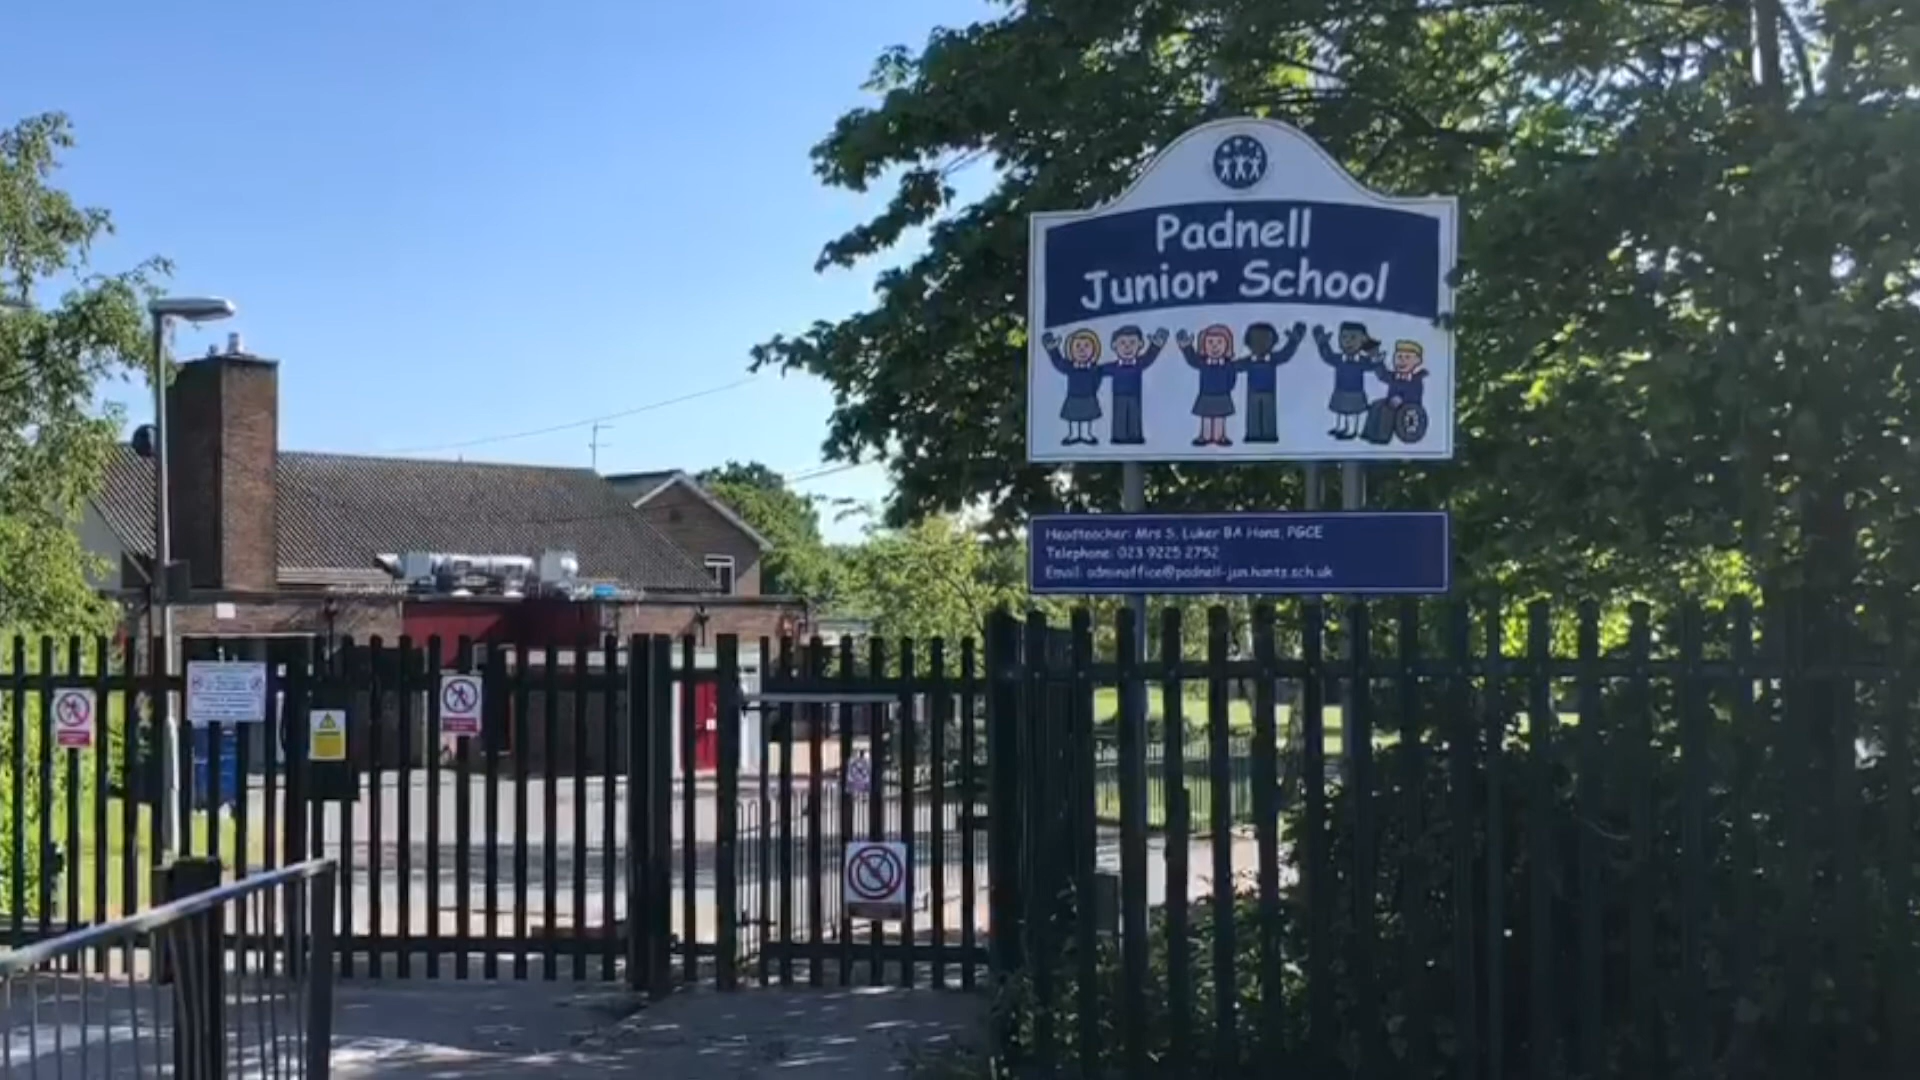 Padnell
Junior School
Headteacher: Mrs S. Luker BA Hons. PGCE
Telephone: 023 9225 2752
Email: adminoffice@padnell-jun.hants.sch.uk